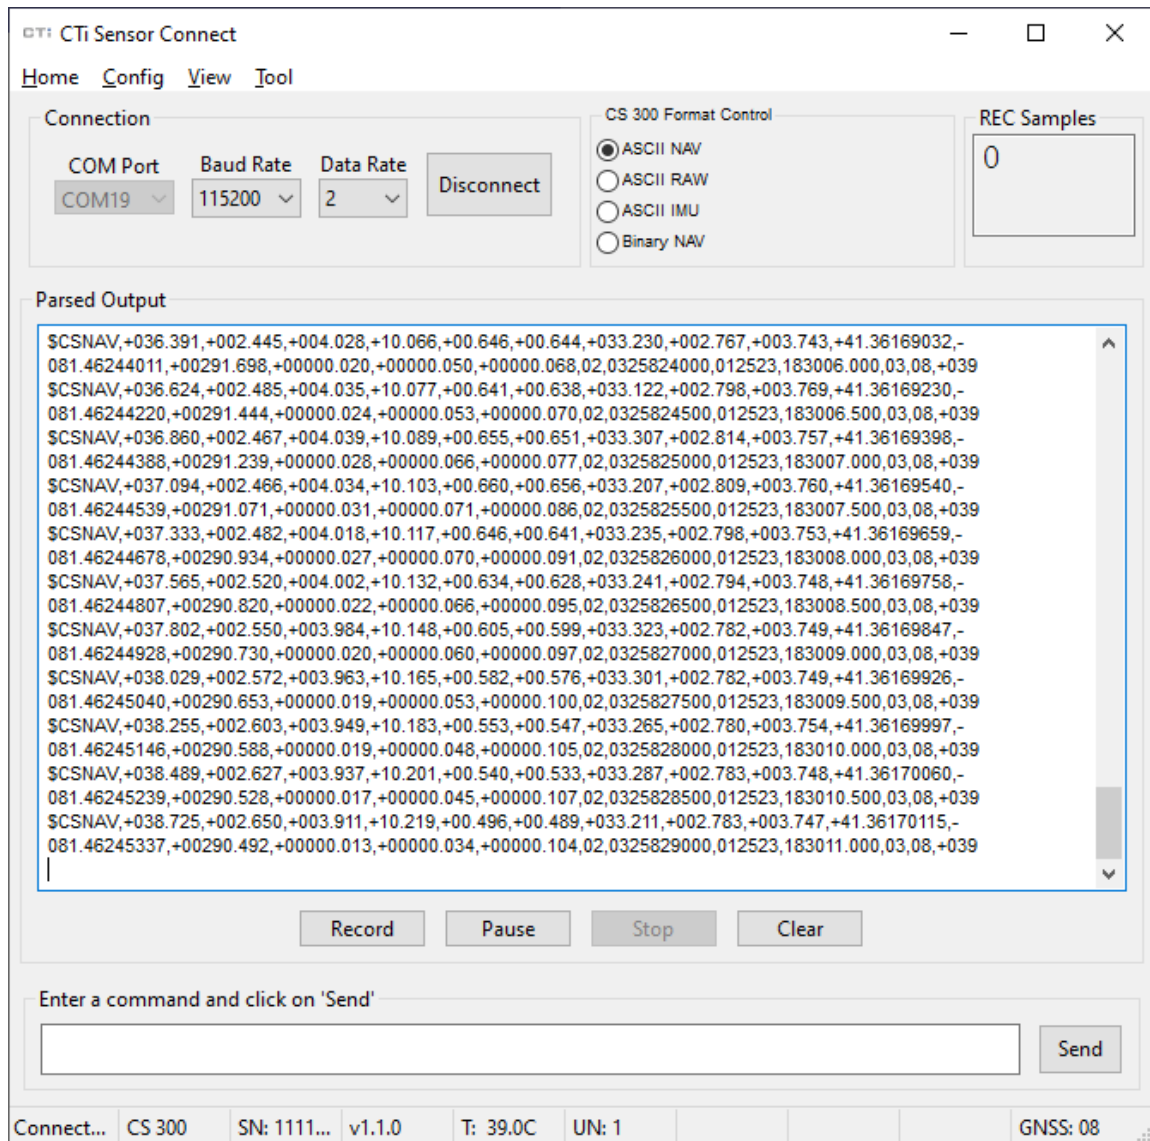 CTi CTi Sensor Connect
Home Config View Tool
Connection
COM Port Baud Rate Data Rate
COM19 115200 2 Disconnect
CS 300 Format Control
ASCII NAV
ASCII RAW
ASCII IMU
Binary NAV
REC Samples
0
Parsed Output
$CSNAV,+036.391,+002.445,+004.028,+10.066,+00.646,+00.644,+033.230,+002.767,+003.743,+41.36169032,-
081.46244011,+00291.698,+00000.020,+00000.050,+00000.068,02,0325824000,012523,183006.000,03,08,+039
$CSNAV,+036.624,+002.485,+004.035,+10.077,+00.641,+00.638,+033.122,+002.798,+003.769,+41.36169230,-
081.46244220,+00291.444,+00000.024,+00000.053,+00000.070,02,0325824500,012523,183006.500,03,08,+039
$CSNAV,+036.860,+002.467,+004.039,+10.089,+00.655,+00.651,+033.307,+002.814,+003.757,+41.36169398,-
081.46244388,+00291.239,+00000.028,+00000.066,+00000.077,02,0325825000,012523,183007.000,03,08,+039
$CSNAV,+037.094,+002.466,+004.034,+10.103,+00.660,+00.656,+033.207,+002.809,+003.760,+41.36169540,-
081.46244539,+00291.071,+00000.031,+00000.071,+00000.086,02,0325825500,012523,183007.500,03,08,+039
$CSNAV,+037.333,+002.482,+004.018,+10.117,+00.646,+00.641,+033.235,+002.798,+003.753,+41.36169659,-
081.46244678,+00290.934,+00000.027,+00000.070,+00000.091,02,0325826000,012523,183008.000,03,08,+039
$CSNAV,+037.565,+002.520,+004.002,+10.132,+00.634,+00.628,+033.241,+002.794,+003.748,+41.36169758,-
081.46244807,+00290.820,+00000.022,+00000.066,+00000.095,02,0325826500,012523,183008.500,03,08,+039
$CSNAV,+037.802,+002.550,+003.984,+10.148,+00.605,+00.599,+033.323,+002.782,+003.749,+41.36169847,-
081.46244928,+00290.730,+00000.020,+00000.060,+00000.097,02,0325827000,012523,183009.000,03,08,+039
$CSNAV,+038.029,+002.572,+003.963,+10.165,+00.582,+00.576,+033.301,+002.782,+003.749,+41.36169926,-
081.46245040,+00290.653,+00000.019,+00000.053,+00000.100,02,0325827500,012523,183009.500,03,08,+039
$CSNAV,+038.255,+002.603,+003.949,+10.183,+00.553,+00.547,+033.265,+002.780,+003.754,+41.36169997,-
081.46245146,+00290.588,+00000.019,+00000.048,+00000.105,02,0325828000,012523,183010.000,03,08,+039
$CSNAV,+038.489,+002.627,+003.937,+10.201,+00.540,+00.533,+033.287,+002.783,+003.748,+41.36170060,-
081.46245239,+00290.528,+00000.017,+00000.045,+00000.107,02,0325828500,012523,183010.500,03,08,+039
$CSNAV,+038.725,+002.650,+003.911,+10.219,+00.496,+00.489,+033.211,+002.783,+003.747,+41.36170115,-
081.46245337,+00290.492,+00000.013,+00000.034,+00000.104,02,0325829000,012523,183011.000,03,08,+039
Record Pause Stop Clear
Enter a command and click on 'Send'
Send
Connect... CS 300 SN: 1111... v1.1.0 T: 39.0C UN: 1 GNSS: 08